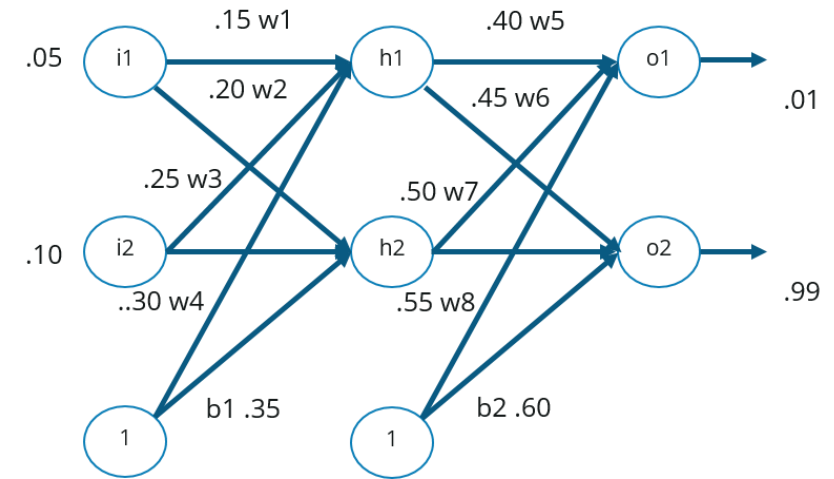 .15 w1
.40 w5
.05
i1
h1
o1
.20 w2
.45 w6
.01
.25 w3
.50 w7
.10
i2
h2
o2
..30 w4
.55 w8
.99
b1 .35
b2 .60
1
1